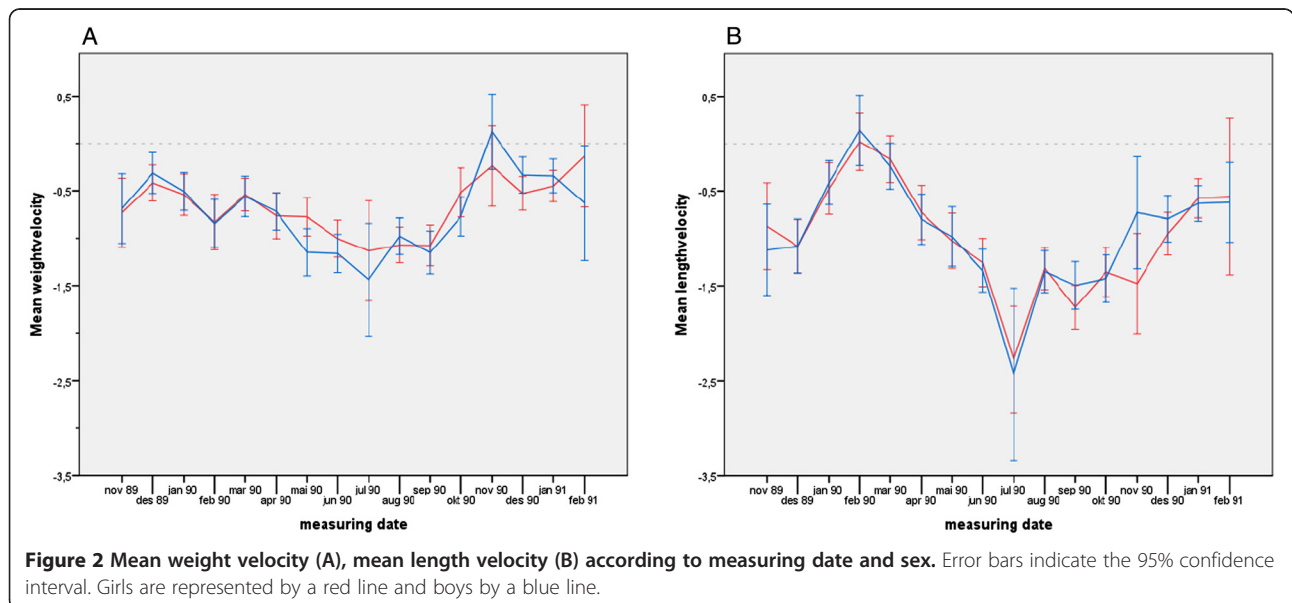 A
Mean weightvelocity
0,5
-0,5
-1,5
-2,5
-3,5
nov 89
des 89
jan 90
feb 90
mar 90
apr 90
mai 90
jun 90
jul 90
aug 90
sep 90
okt 90
nov 90
des 90
jan 91
feb 91
measuring date
B
Mean lengthvelocity
0,5
-0,5
-1,5
-2,5
-3,5
nov 89
des 89
jan 90
feb 90
mar 90
apr 90
mai 90
jun 90
jul 90
aug 90
sep 90
okt 90
nov 90
des 90
jan 91
feb 91
measuring date
Figure 2 Mean weight velocity (A), mean length velocity (B) according to measuring date and sex. Error bars indicate the 95% confidence
interval. Girls are represented by a red line and boys by a blue line.